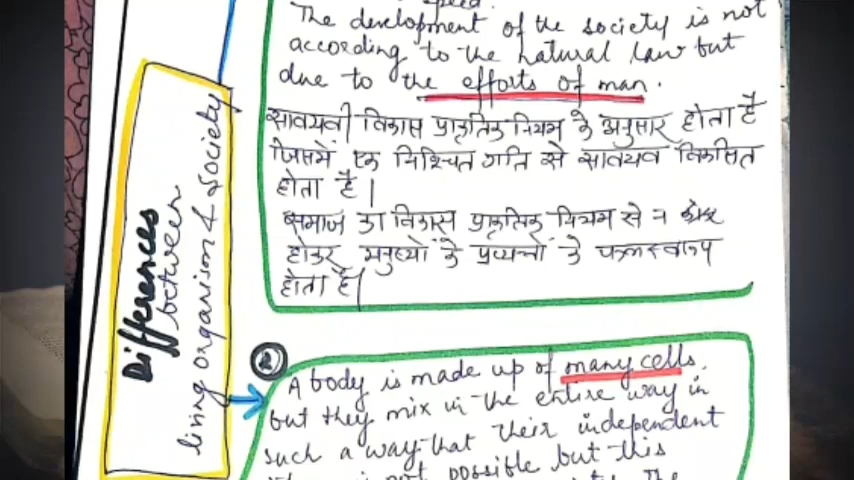 The development of the society is not
according to the natural law but
due to the efforts of man.
सावयवी विकास प्राकृतिक नियम के अनुसार होता है
जिसमें एक निश्चित गति से सावयव विकसित
होता है।
समाज का विकास प्राकृतिक नियम से न
होकर मनुष्यों के प्रयत्नों के फलस्वरूप
होता है।
Differences
between
living organism & Society
A body is made up of many cells.
but they mix in the entire way in
such a way that their independent
is not possible but this